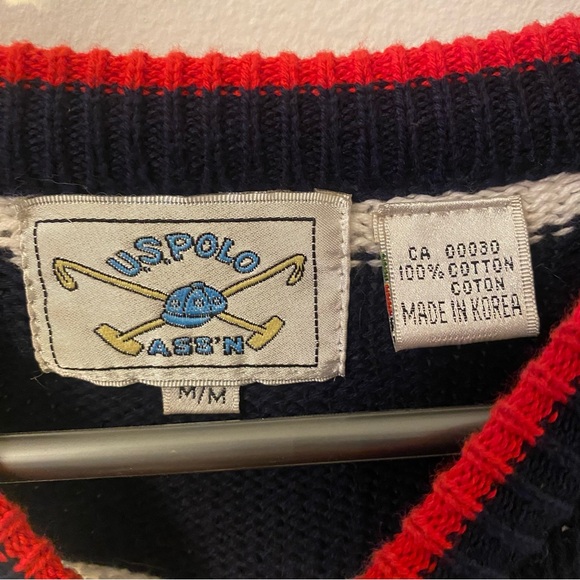 U.S. POLO
ASS'N
M/M
CA 00030
100% COTTON
COTON
MADE IN KOREA